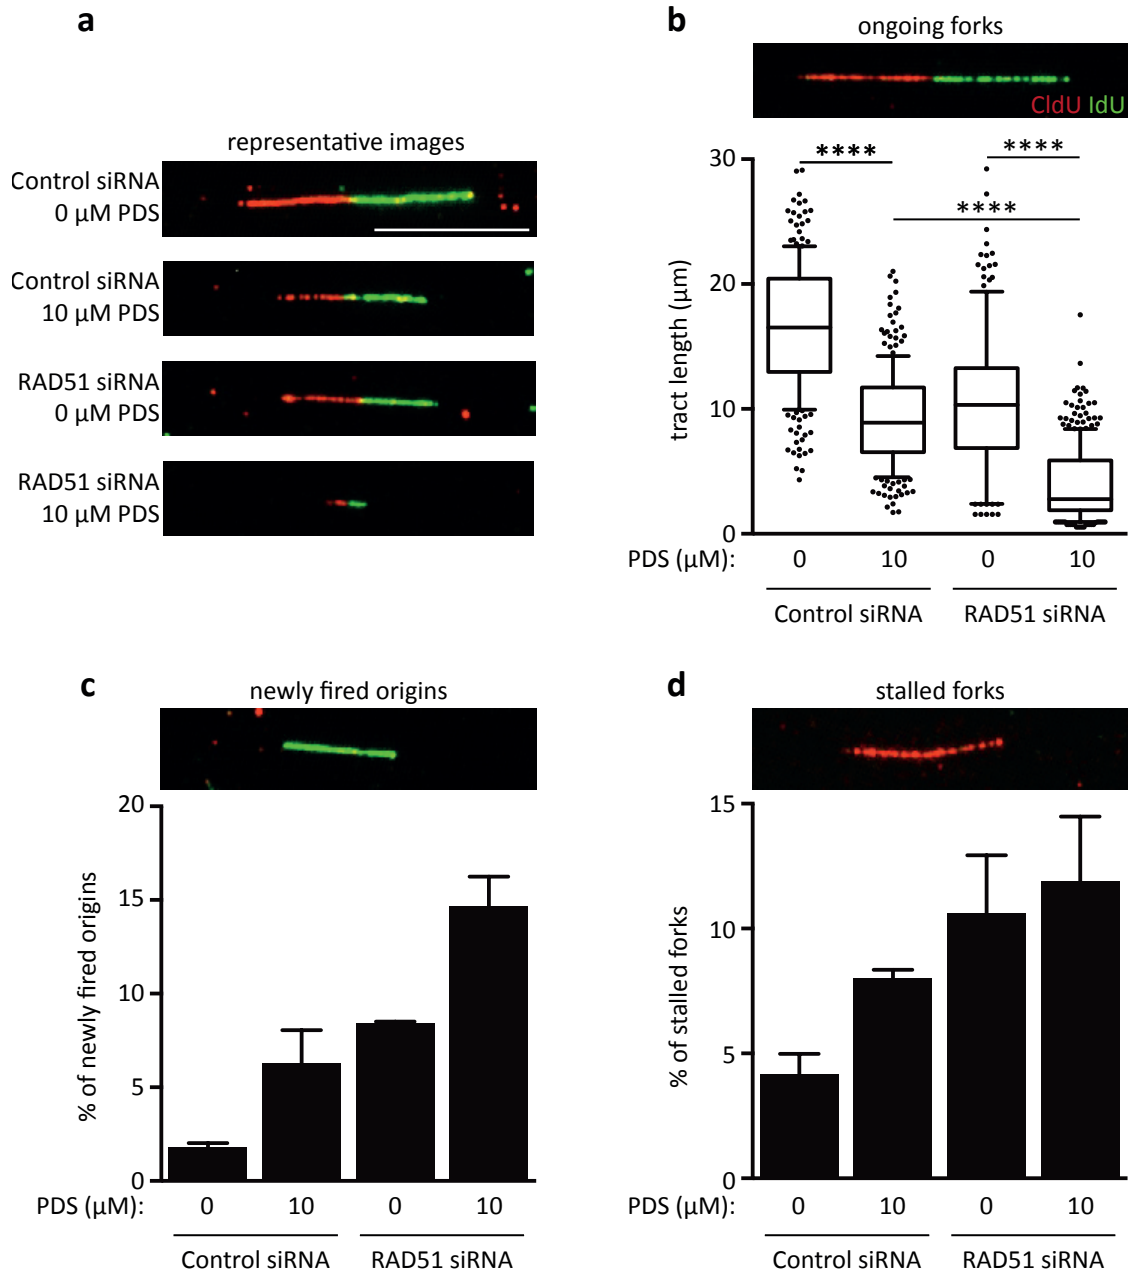 a
representative images
Control siRNA
0 µM PDS
Control siRNA
10 µM PDS
RAD51 siRNA
0 µM PDS
RAD51 siRNA
10 µM PDS
b
ongoing forks
CldU IdU
****
****
****
30
20
10
0
tract length (µm)
PDS (µM):
0
10
0
10
Control siRNA
RAD51 siRNA
c
newly fired origins
20
15
10
5
0
% of newly fired origins
PDS (µM):
0
10
0
10
Control siRNA
RAD51 siRNA
d
stalled forks
15
10
5
0
% of stalled forks
PDS (µM):
0
10
0
10
Control siRNA
RAD51 siRNA